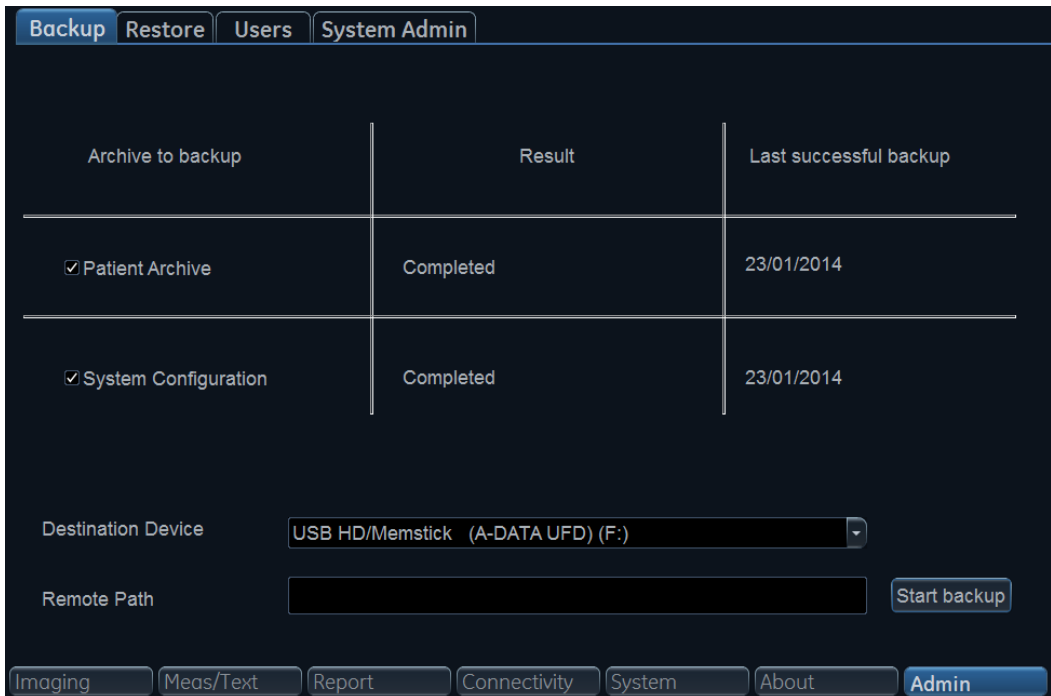 Backup Restore Users System Admin
Archive to backup Result Last successful backup
Patient Archive Completed 23/01/2014
System Configuration Completed 23/01/2014
Destination Device USB HD/Memstick (A-DATA UFD) (F:)
Remote Path Start backup
Imaging Meas/Text Report Connectivity System About Admin